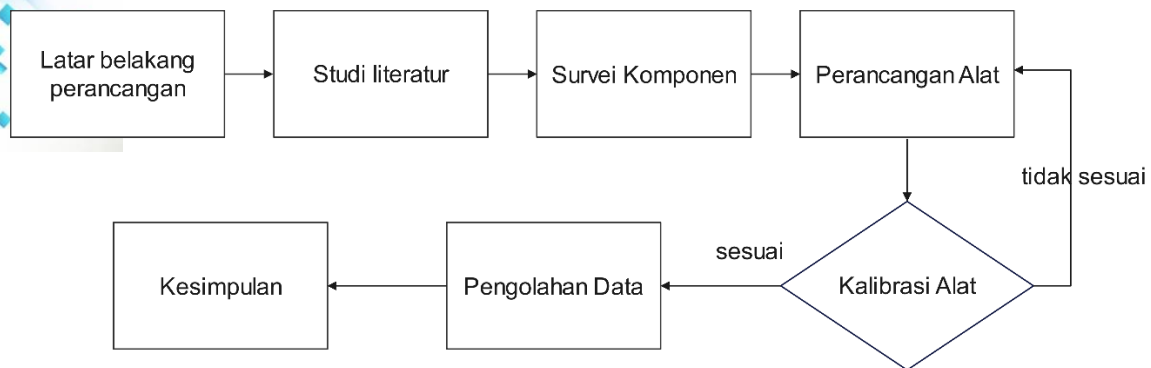 Latar belakang
perancangan
Studi literatur
Survei Komponen
Perancangan Alat
tidak sesuai
sesuai
Kalibrasi Alat
Pengolahan Data
Kesimpulan